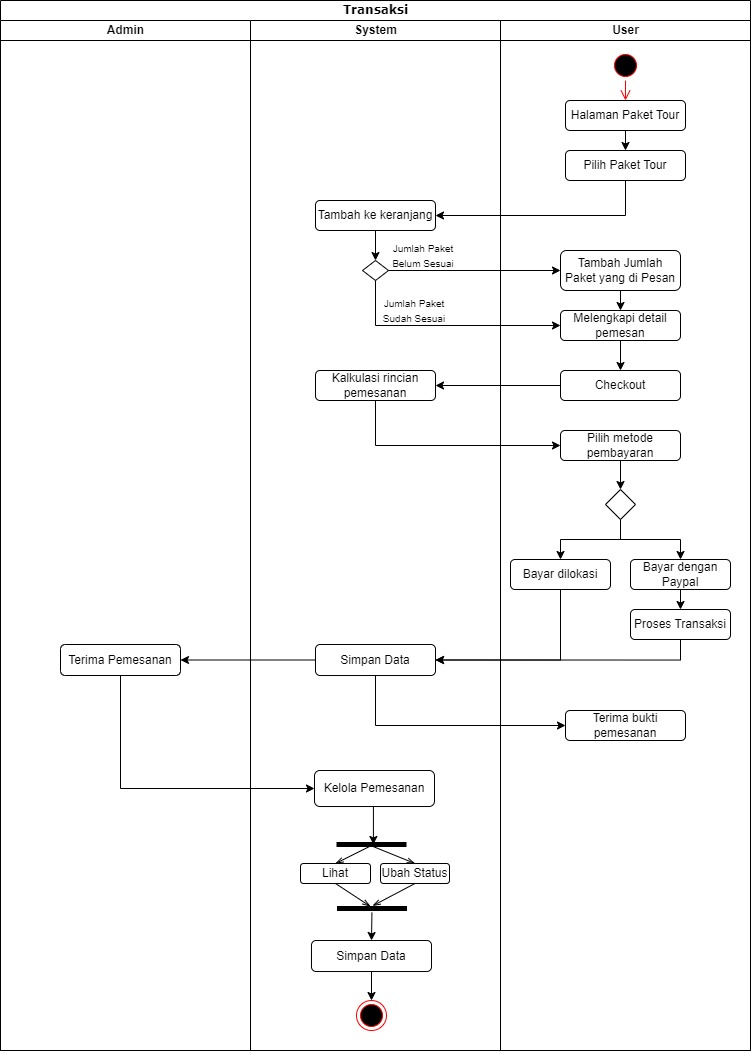 Transaksi
Admin
System
User
Halaman Paket Tour
Pilih Paket Tour
Tambah ke keranjang
Jumlah Paket
Belum Sesuai
Tambah Jumlah
Paket yang di Pesan
Jumlah Paket
Sudah Sesuai
Melengkapi detail
pemesan
Kalkulasi rincian
pemesanan
Checkout
Pilih metode
pembayaran
Bayar dilokasi
Bayar dengan
Paypal
Proses Transaksi
Terima Pemesanan
Simpan Data
Terima bukti
pemesanan
Kelola Pemesanan
Lihat
Ubah Status
Simpan Data